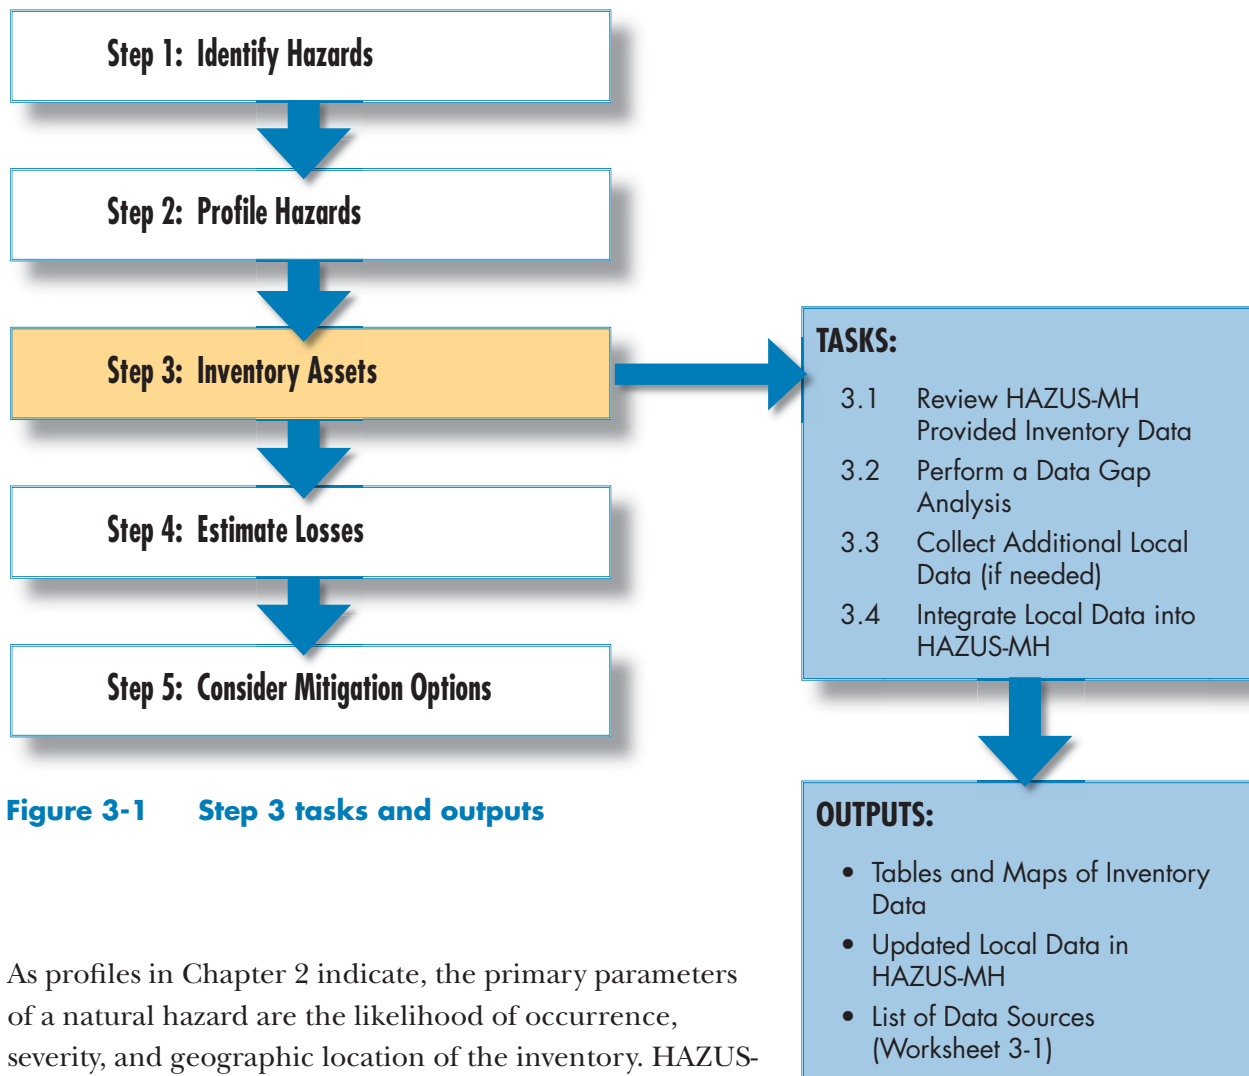 Step 1: Identify Hazards
Step 2: Profile Hazards
Step 3: Inventory Assets
Step 4: Estimate Losses
Step 5: Consider Mitigation Options
Figure 3-1 Step 3 tasks and outputs
TASKS:
3.1 Review HAZUS-MH
Provided Inventory Data
3.2 Perform a Data Gap
Analysis
3.3 Collect Additional Local
Data (if needed)
3.4 Integrate Local Data into
HAZUS-MH
OUTPUTS:
• Tables and Maps of Inventory
Data
• Updated Local Data in
HAZUS-MH
• List of Data Sources
(Worksheet 3-1)
As profiles in Chapter 2 indicate, the primary parameters
of a natural hazard are the likelihood of occurrence,
severity, and geographic location of the inventory. HAZUS-